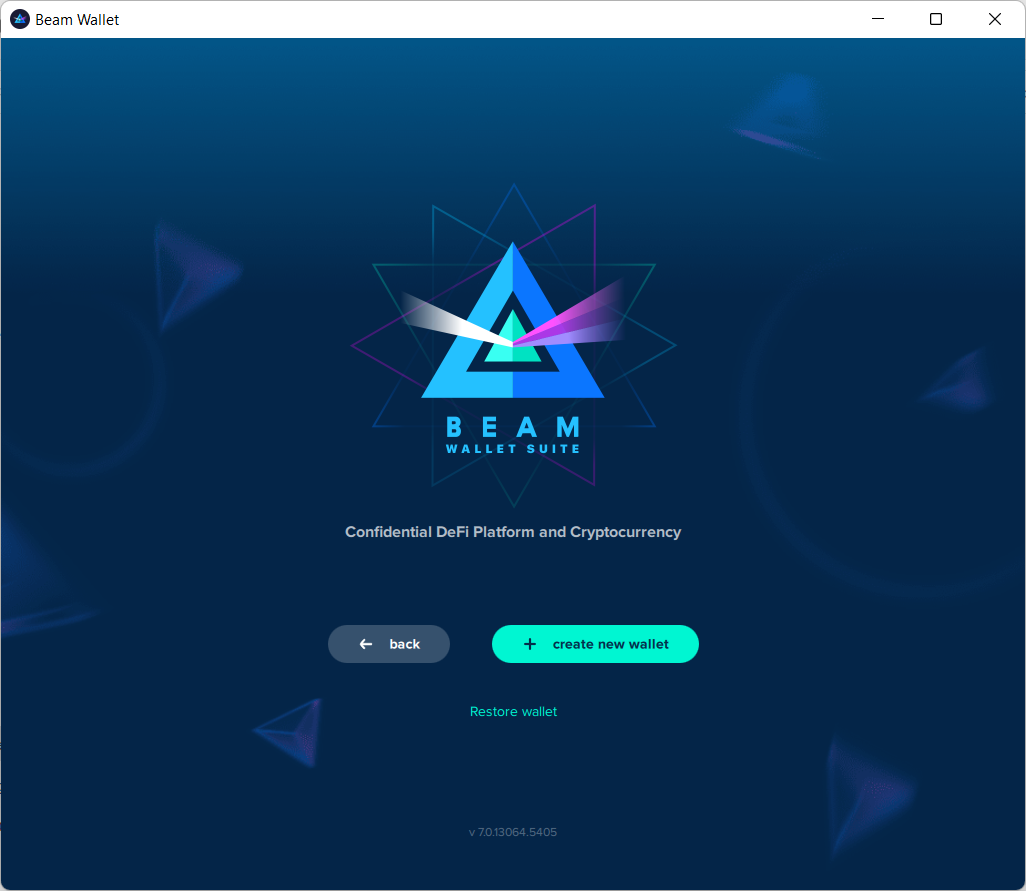 Beam Wallet
BEAM
WALLET SUITE
Confidential DeFi Platform and Cryptocurrency
back
create new wallet
Restore wallet
v 7.0.13064.5405